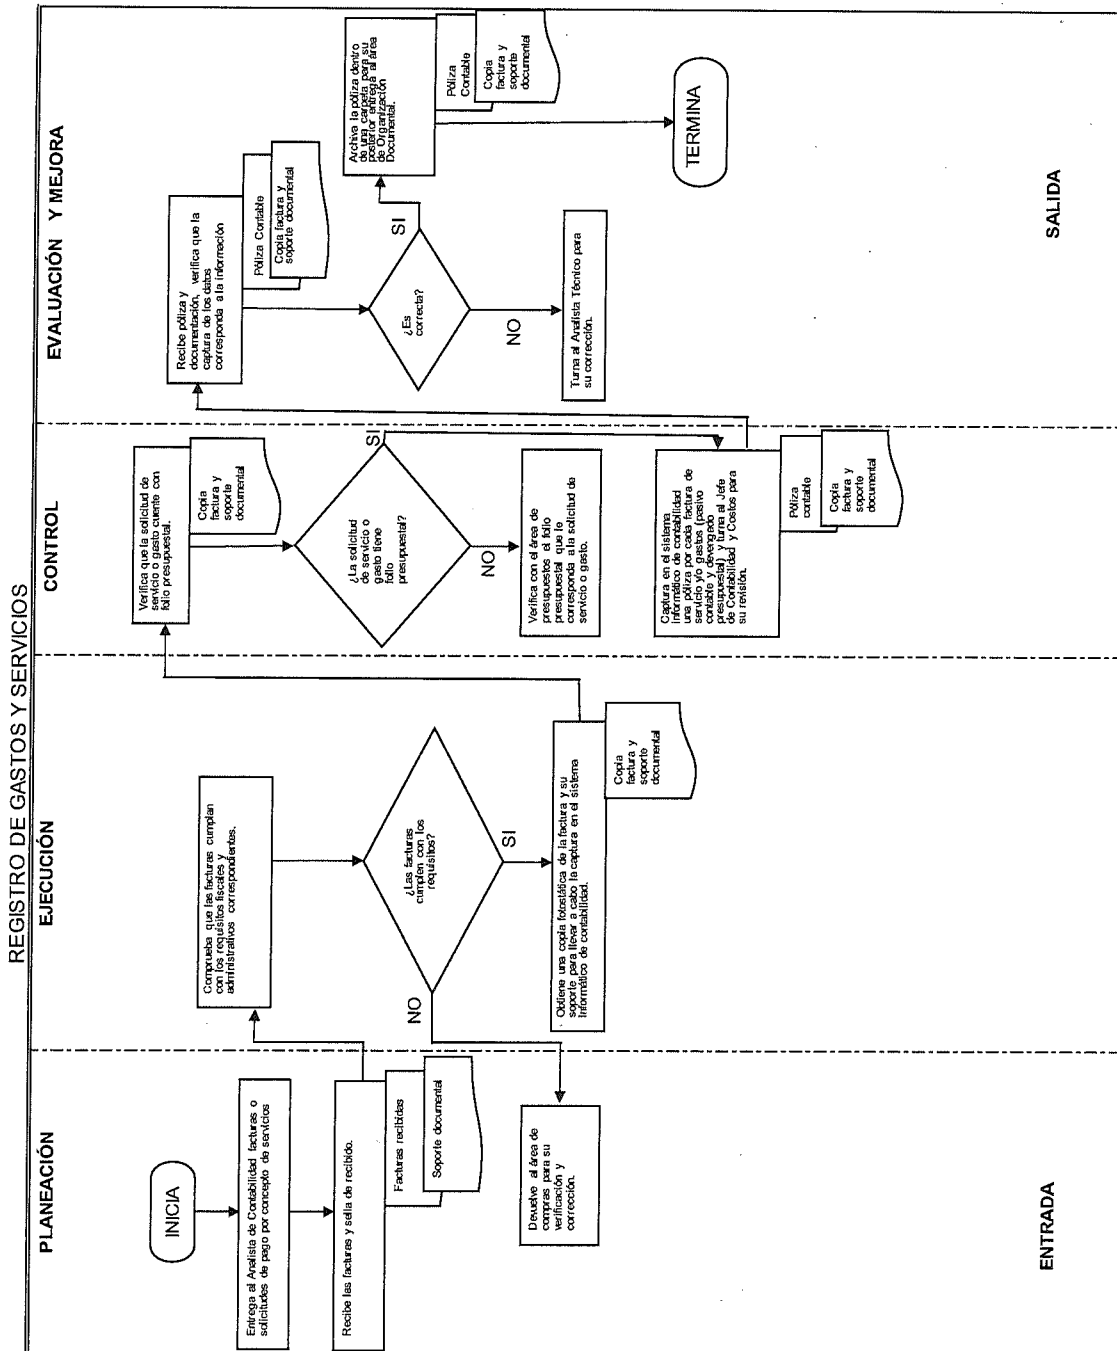 REGISTRO DE GASTOS Y SERVICIOS
PLANEACIÓN
INICIA
Entrega al Analista de Contabilidad facturas o
solicitudes de pago por concepto de servicios
Recibe las facturas y sella de recibido.
Facturas recibidas
Soporte documental
Devuelve al área de
compras para su
verificación y
corrección.
ENTRADA
EJECUCIÓN
Comprueba que las facturas cumplan
con los requisitos fiscales y
administrativos correspondientes.
¿Las facturas
cumplen con los
requisitos?
NO
SI
Obtiene una copia fotostática de la factura y su
soporte para llevar a cabo la captura en el sistema
Informático de contabilidad.
Copia
factura y
soporte
documental
CONTROL
Verifica que la solicitud de
servicio o gasto cuente con
folio presupuestal.
Copia
factura y
soporte
documental
¿La solicitud
de servicio o
gasto tiene
folio
presupuestal?
SI
NO
Verifica con el área de
presupuestos el folio
presupuestal que le
corresponda a la solicitud de
servicio o gasto.
Captura en el sistema
Informático de contabilidad
una póliza por cada factura de
servicio y/o gastos (pasivo
contable y devengado
presupuestal) y turna al Jefe
de Contabilidad y Costos para
su revisión.
Póliza
contable
Copia
factura y
soporte
documental
EVALUACIÓN Y MEJORA
Recibe póliza y
documentación, verifica que la
captura de los datos
corresponda a la información
Póliza Contable
Copia factura y
soporte documental
¿Es
correcta?
SI
NO
Turna al Analista Técnico para
su corrección.
Archiva la póliza dentro
de una carpeta para su
posterior entrega al área
de Organización
Documental.
Póliza
Contable
Copia
factura y
soporte
documental
TERMINA
SALIDA